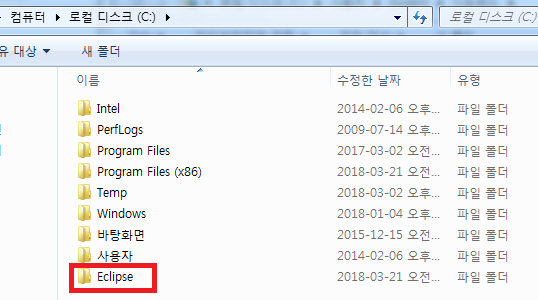 컴퓨터 ▸ 로컬 디스크 (C:) ▸ 로컬 디스크 (C:)
유 대상 ▾ 새 폴더
이름 수정한 날짜 유형
Intel 2014-02-06 오후... 파일 폴더
PerfLogs 2009-07-14 오후... 파일 폴더
Program Files 2017-03-02 오전... 파일 폴더
Program Files (x86) 2018-03-21 오전... 파일 폴더
Temp 2018-03-02 오전... 파일 폴더
Windows 2018-01-04 오후... 파일 폴더
바탕화면 2015-12-15 오전... 파일 폴더
사용자 2014-02-06 오후... 파일 폴더
Eclipse 2018-03-21 오전... 파일 폴더